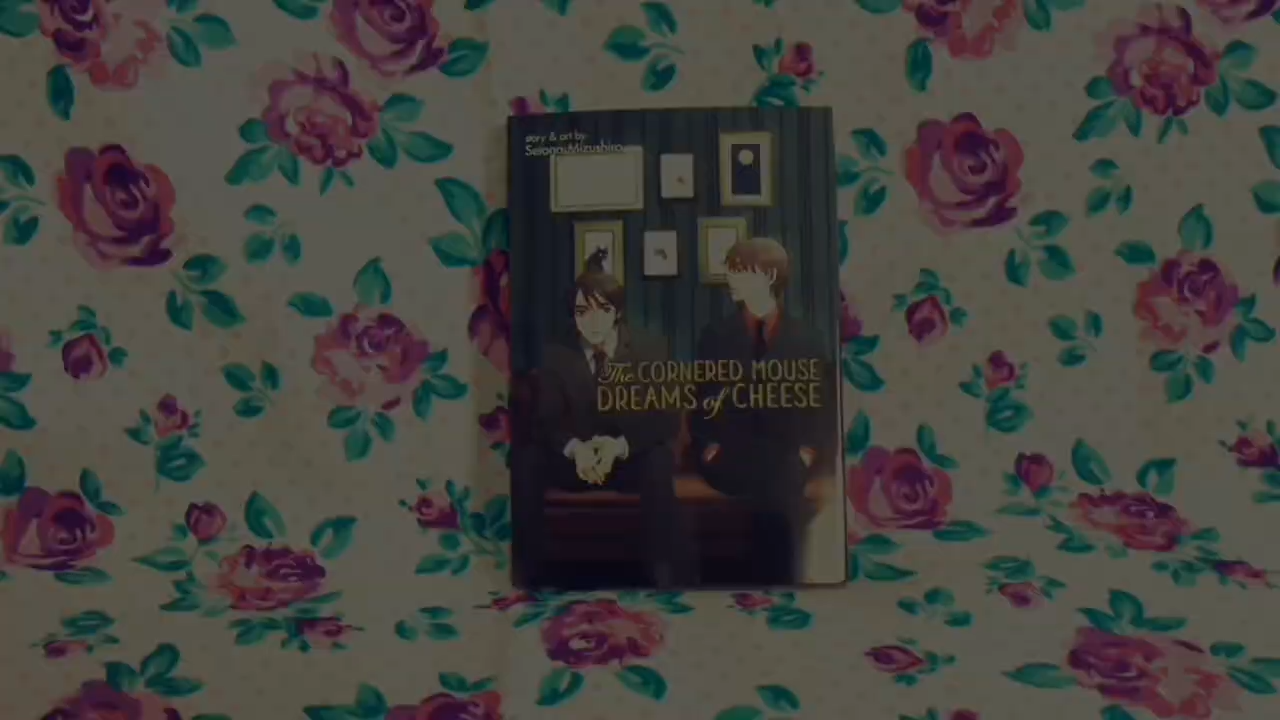 story & art by
Setona Mizushiro
The CORNERED MOUSE
DREAMS of CHEESE